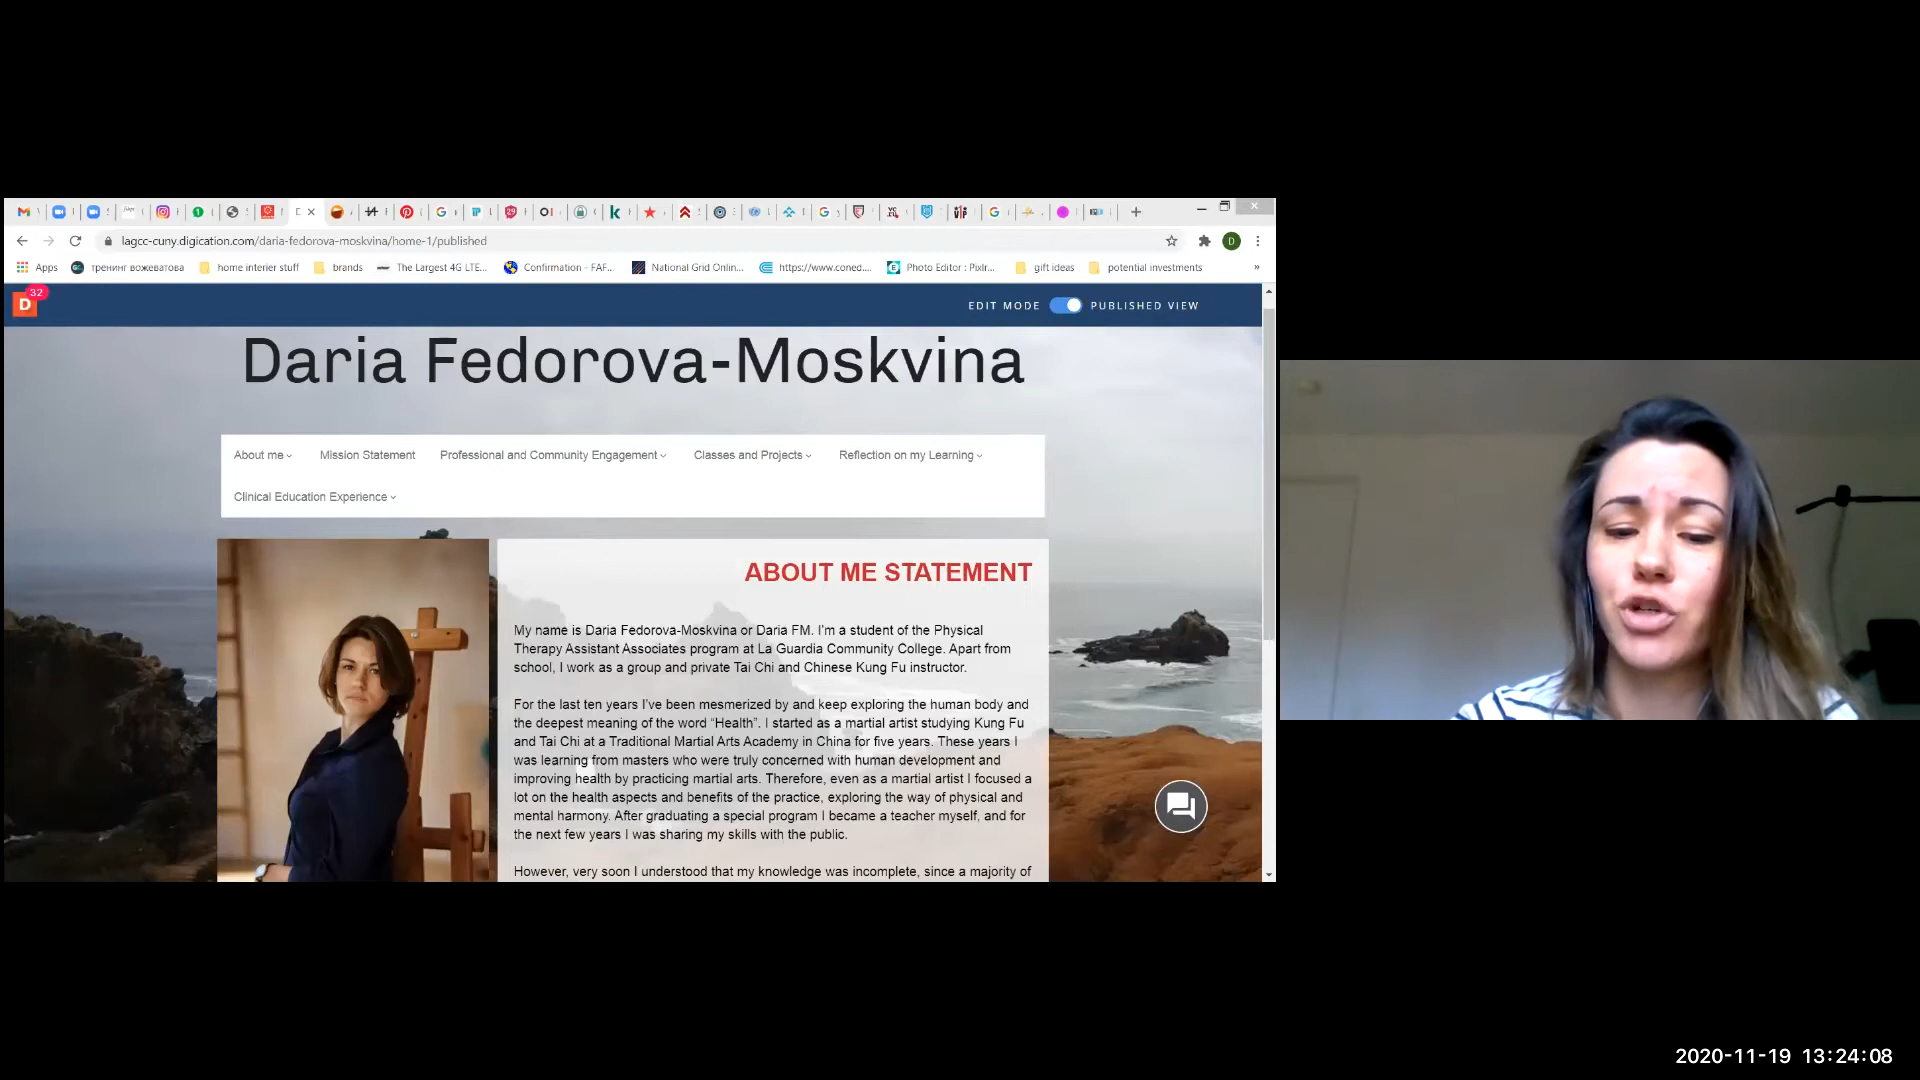 lagcc-cuny.digication.com/daria-fedorova-moskvina/home-1/published
Apps
тренинг вожеватова
home interier stuff
brands
The Largest 4G LTE...
Confirmation - FAF...
National Grid Onlin...
https://www.coned....
Photo Editor : Pixlr...
gift ideas
potential investments
»
D
32
EDIT MODE
PUBLISHED VIEW
Daria Fedorova-Moskvina
About me
Mission Statement
Professional and Community Engagement
Classes and Projects
Reflection on my Learning
Clinical Education Experience
ABOUT ME STATEMENT
My name is Daria Fedorova-Moskvina or Daria FM. I'm a student of the Physical
Therapy Assistant Associates program at La Guardia Community College. Apart from
school, I work as a group and private Tai Chi and Chinese Kung Fu instructor.
For the last ten years I've been mesmerized by and keep exploring the human body and
the deepest meaning of the word “Health”. I started as a martial artist studying Kung Fu
and Tai Chi at a Traditional Martial Arts Academy in China for five years. These years I
was learning from masters who were truly concerned with human development and
improving health by practicing martial arts. Therefore, even as a martial artist I focused a
lot on the health aspects and benefits of the practice, exploring the way of physical and
mental harmony. After graduating a special program I became a teacher myself, and for
the next few years I was sharing my skills with the public.
However, very soon I understood that my knowledge was incomplete, since a majority of
2020-11-19 13:24:08